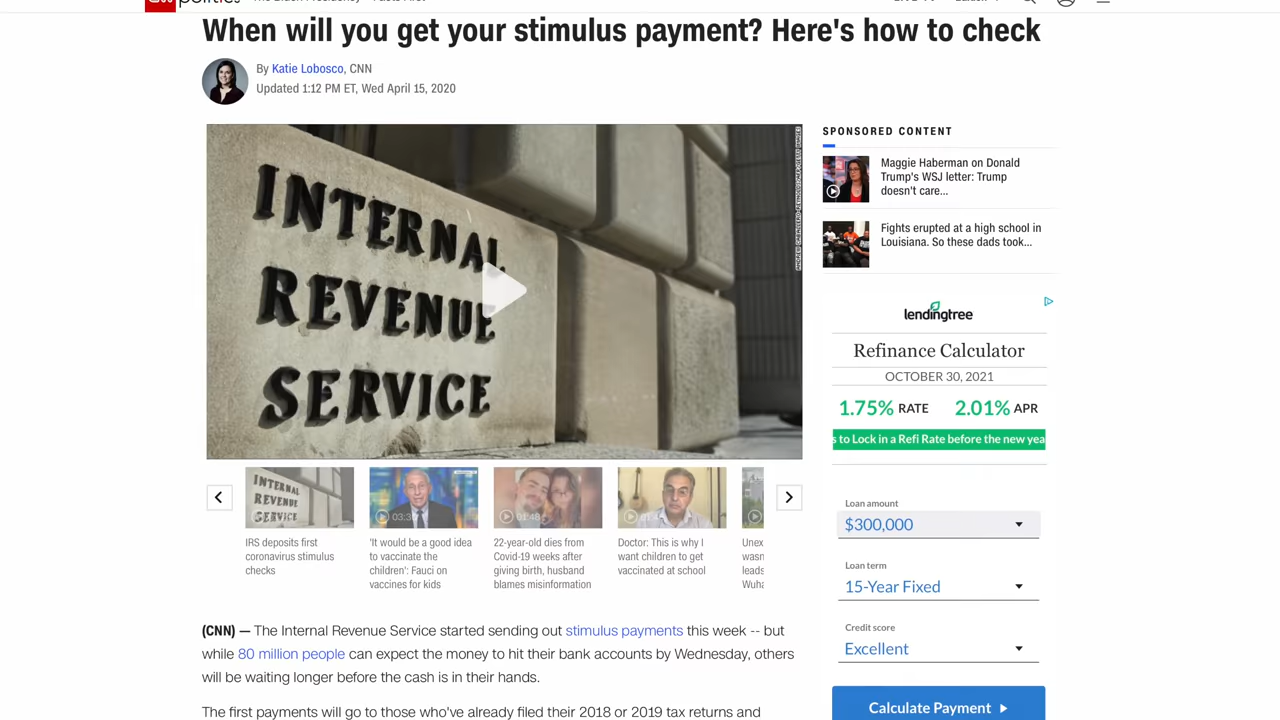 politics
When will you get your stimulus payment? Here's how to check
By Katie Lobosco, CNN
Updated 1:12 PM ET, Wed April 15, 2020
INTERNAL
REVENUE
SERVICE
SPONSORED CONTENT
Maggie Haberman on Donald
Trump's WSJ letter: Trump
doesn't care...
Fights erupted at a high school in
Louisiana. So these dads took...
lendingtree
Refinance Calculator
OCTOBER 30, 2021
1.75% RATE 2.01% APR
s to Lock in a Refi Rate before the new yea
Loan amount
$300,000
Loan term
15-Year Fixed
Credit score
Excellent
Calculate Payment
INTERNAL
REVENUE
SERVICE
IRS deposits first
coronavirus stimulus
checks
'It would be a good idea
to vaccinate the
children': Fauci on
vaccines for kids
01:48
22-year-old dies from
Covid-19 weeks after
giving birth, husband
blames misinformation
Doctor: This is why I
want children to get
vaccinated at school
Unex
wasn
leads
Wuha
(CNN) — The Internal Revenue Service started sending out stimulus payments this week -- but
while 80 million people can expect the money to hit their bank accounts by Wednesday, others
will be waiting longer before the cash is in their hands.
The first payments will go to those who've already filed their 2018 or 2019 tax returns and